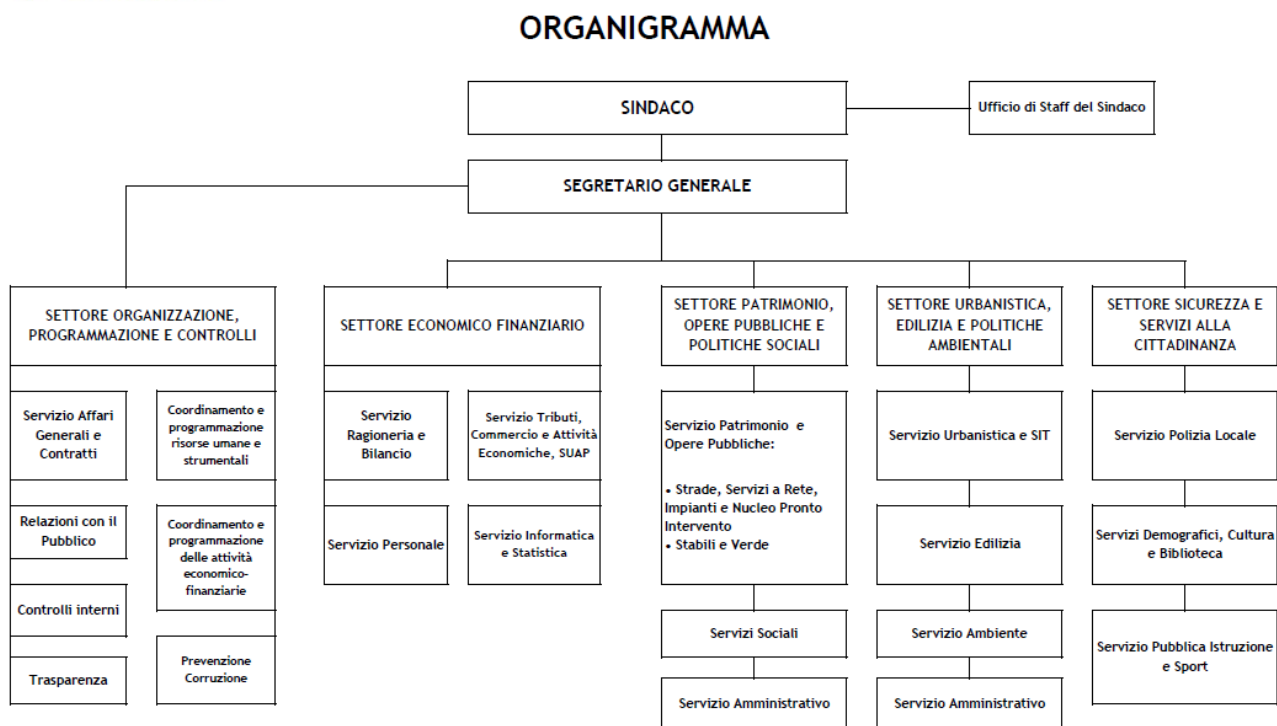 ORGANIGRAMMA
SINDACO
Ufficio di Staff del Sindaco
SEGRETARIO GENERALE
SETTORE ORGANIZZAZIONE,
PROGRAMMAZIONE E CONTROLLI
SETTORE ECONOMICO FINANZIARIO
SETTORE PATRIMONIO,
OPERE PUBBLICHE E
POLITICHE SOCIALI
SETTORE URBANISTICA,
EDILIZIA E POLITICHE
AMBIENTALI
SETTORE SICUREZZA E
SERVIZI ALLA
CITTADINANZA
Servizio Affari
Generali e
Contratti
Coordinamento e
programmazione
risorse umane e
strumentali
Servizio
Ragioneria e
Bilancio
Servizio Tributi,
Commercio e Attività
Economiche, SUAP
Servizio Patrimonio e
Opere Pubbliche:
• Strade, Servizi a Rete,
Impianti e Nucleo Pronto
Intervento
• Stabili e Verde
Servizio Urbanistica e SIT
Servizio Polizia Locale
Relazioni con il
Pubblico
Coordinamento e
programmazione
delle attività
economico-
finanziarie
Servizio Personale
Servizio Informatica
e Statistica
Servizio Edilizia
Servizi Demografici, Cultura
e Biblioteca
Controlli interni
Servizi Sociali
Servizio Ambiente
Servizio Pubblica Istruzione
e Sport
Trasparenza
Prevenzione
Corruzione
Servizio Amministrativo
Servizio Amministrativo